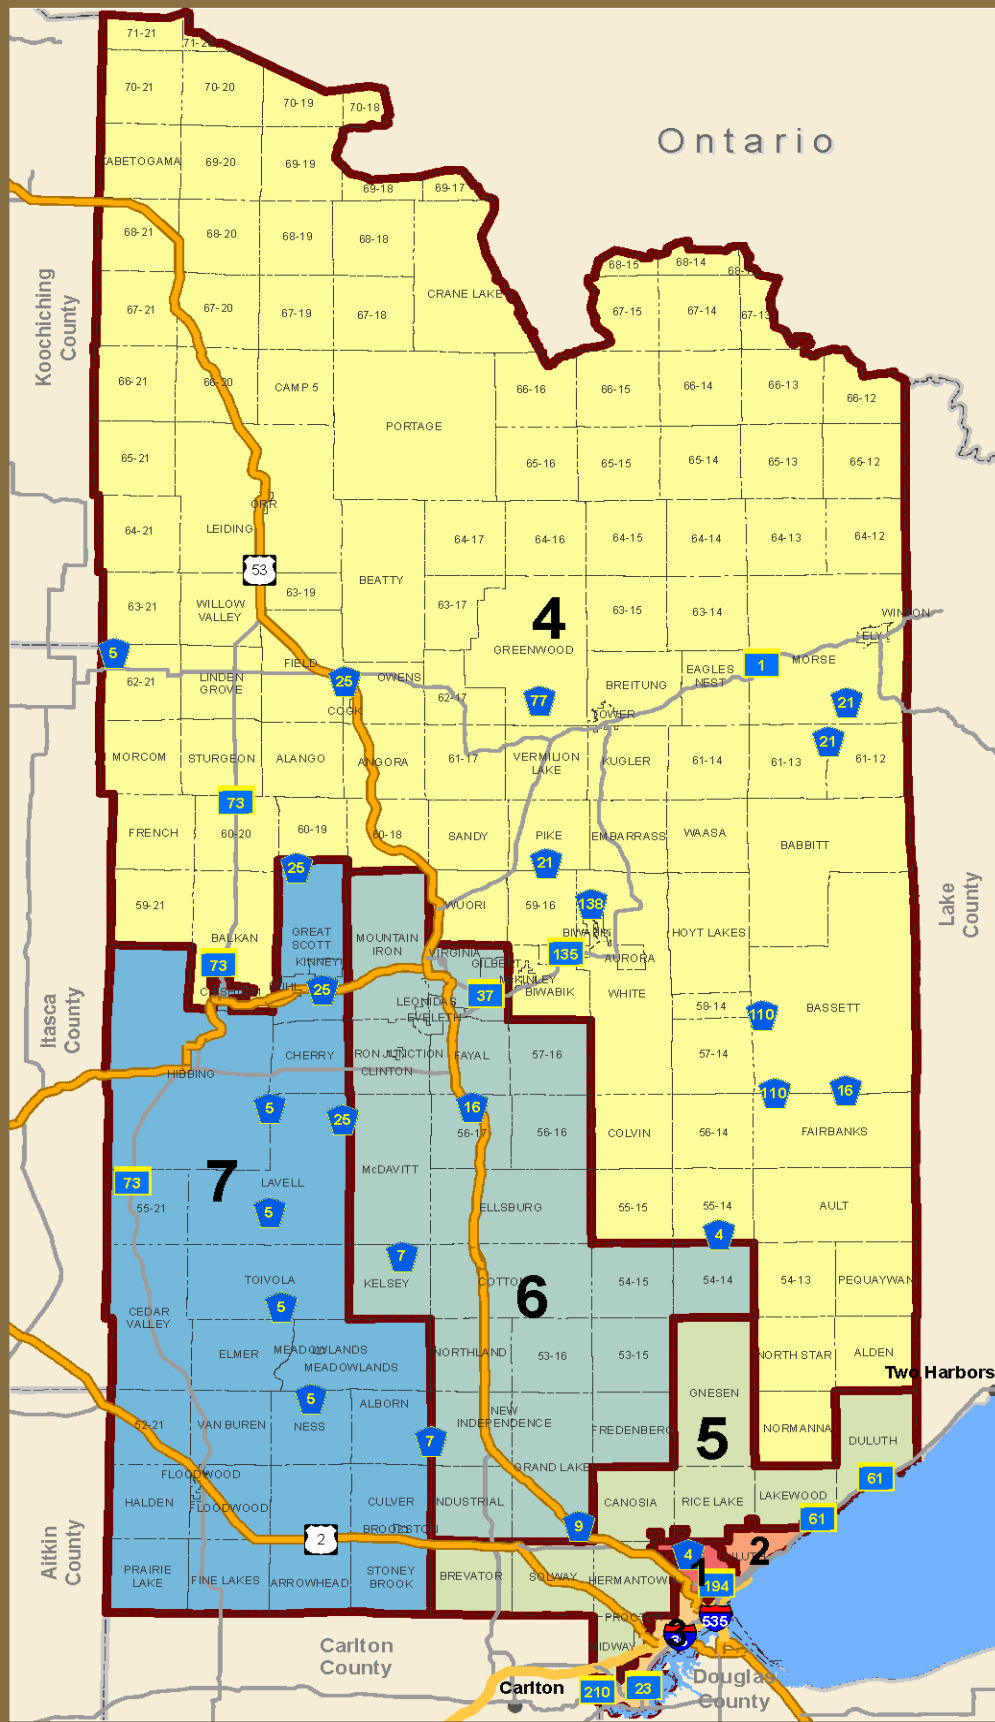 71-21
70-21
70-20
70-19
70-18
Ontario
KABETOGAMA
69-20
69-19
69-18
69-17
68-21
68-20
68-19
68-18
68-15
68-14
CRANE LAKE
67-21
67-20
67-19
67-18
67-15
67-14
67-13
Koochiching
County
66-21
66-20
CAMP 5
66-16
66-15
66-14
66-13
66-12
PORTAGE
65-21
65-16
65-15
65-14
65-13
65-12
ORR
64-21
LEIDING
64-17
64-16
64-15
64-14
64-13
64-12
53
BEATTY
63-21
WILLOW
VALLEY
63-19
63-17
4
63-15
63-14
WINTON
ELY
GREENWOOD
5
FIELD
1
MORSE
62-21
LINDEN
GROVE
25
OWENS
62-17
BREITUNG
EAGLES
NEST
COOK
77
TOWER
21
21
MORCOM
STURGEON
ALANGO
ANGORA
61-17
VERMILION
LAKE
KUGLER
61-14
61-13
61-12
73
FRENCH
60-20
60-19
60-18
SANDY
PIKE
EMBARRASS
WAASA
BABBITT
25
21
59-21
WUORI
59-16
138
Lake
County
BALKAN
GREAT
SCOTT
MOUNTAIN
IRON
BIWABIK
HOYT LAKES
73
KINNEY
VIRGINIA
GILBERT
135
AURORA
BUHL
25
McKINLEY
37
BIWABIK
WHITE
Itasca
County
LEONIDAS
EVELETH
58-14
110
BASSETT
CHERRY
IRON JUNCTION
FAYAL
57-16
57-14
HIBBING
CLINTON
5
25
16
110
16
56-17
56-16
COLVIN
56-14
FAIRBANKS
7
McDAVITT
73
LAVELL
55-21
5
ELLSBURG
55-15
55-14
AULT
4
7
TOIVOLA
KELSEY
COTTON
6
54-15
54-14
54-13
PEQUAYWAN
5
CEDAR
VALLEY
ELMER
MEADOWLANDS
MEADOWLANDS
NORTHLAND
53-16
53-15
NORTH STAR
ALDEN
Two Harbors
5
ALBORN
GNESEN
52-21
VAN BUREN
NESS
NEW
INDEPENDENCE
FREDENBERG
5
NORMANNA
DULUTH
7
FLOODWOOD
GRAND LAKE
61
HALDEN
FLOODWOOD
CULVER
INDUSTRIAL
CANOSIA
RICE LAKE
LAKEWOOD
61
2
BROOKSTON
9
Aitkin
County
PRAIRIE
LAKE
FINE LAKES
ARROWHEAD
STONEY
BROOK
BREVATOR
SOLWAY
HERMANTOWN
4
1
2
DULUTH
194
PROCTOR
535
3
MIDWAY
Carlton
County
Carlton
210
23
Douglas
County